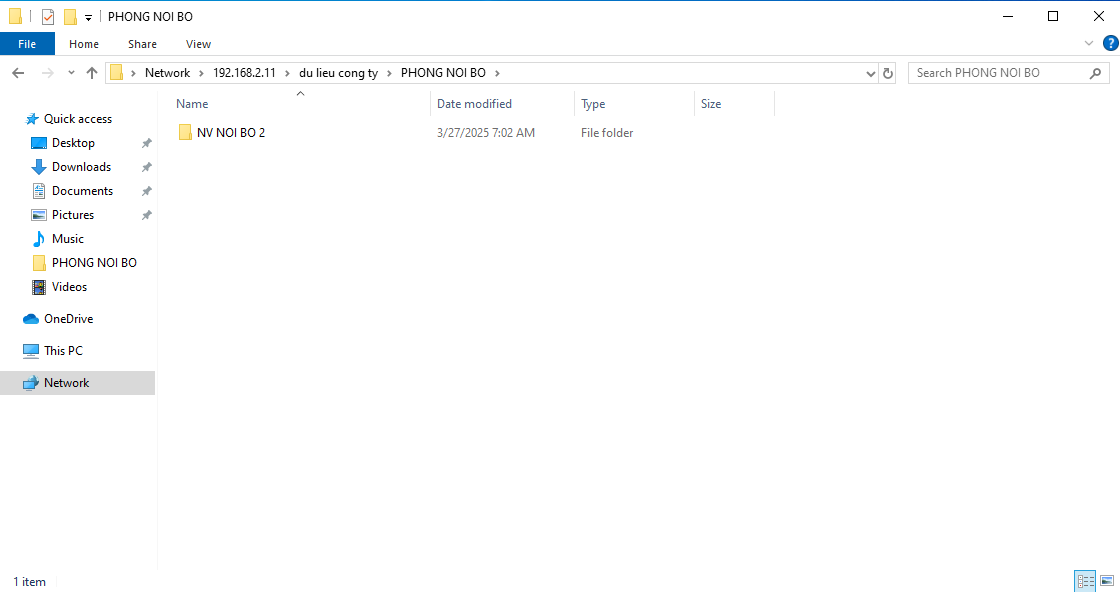 PHONG NOI BO
File Home Share View
Network 192.168.2.11 du lieu cong ty PHONG NOI BO Search PHONG NOI BO
Name Date modified Type Size
NV NOI BO 2 3/27/2025 7:02 AM File folder
Quick access
Desktop
Downloads
Documents
Pictures
Music
PHONG NOI BO
Videos
OneDrive
This PC
Network
1 item